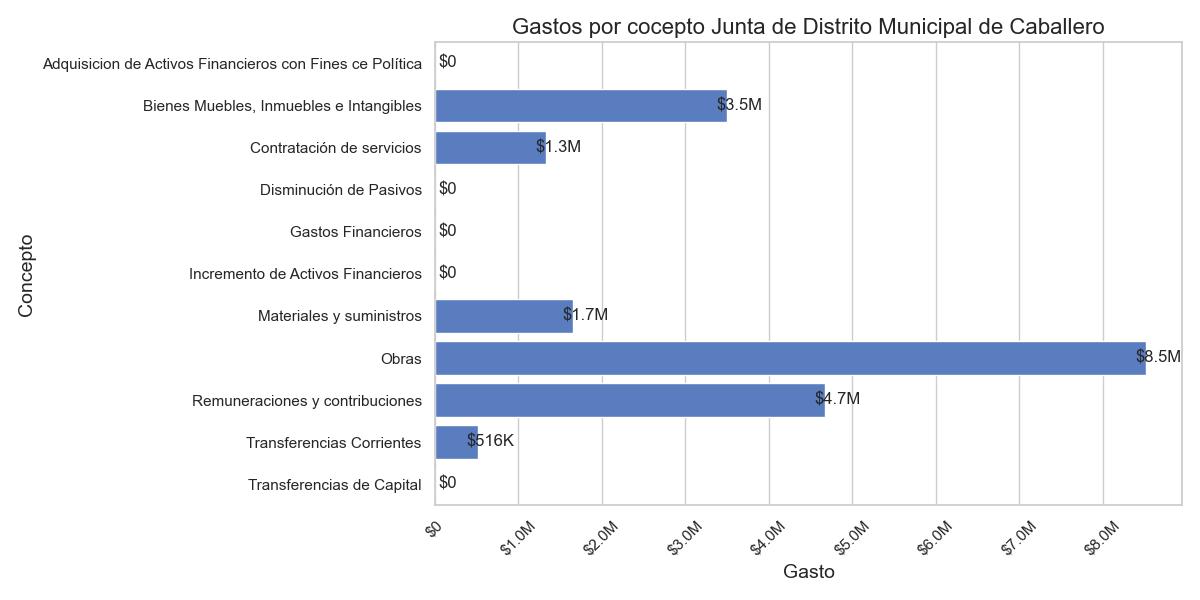 Gastos por cocepto Junta de Distrito Municipal de Caballero
Concepto
Adquisicion de Activos Financieros con Fines ce Política $0
Bienes Muebles, Inmuebles e Intangibles $3.5M
Contratación de servicios $1.3M
Disminución de Pasivos $0
Gastos Financieros $0
Incremento de Activos Financieros $0
Materiales y suministros $1.7M
Obras $8.5M
Remuneraciones y contribuciones $4.7M
Transferencias Corrientes $516K
Transferencias de Capital $0
$0 $1.0M $2.0M $3.0M $4.0M $5.0M $6.0M $7.0M $8.0M
Gasto